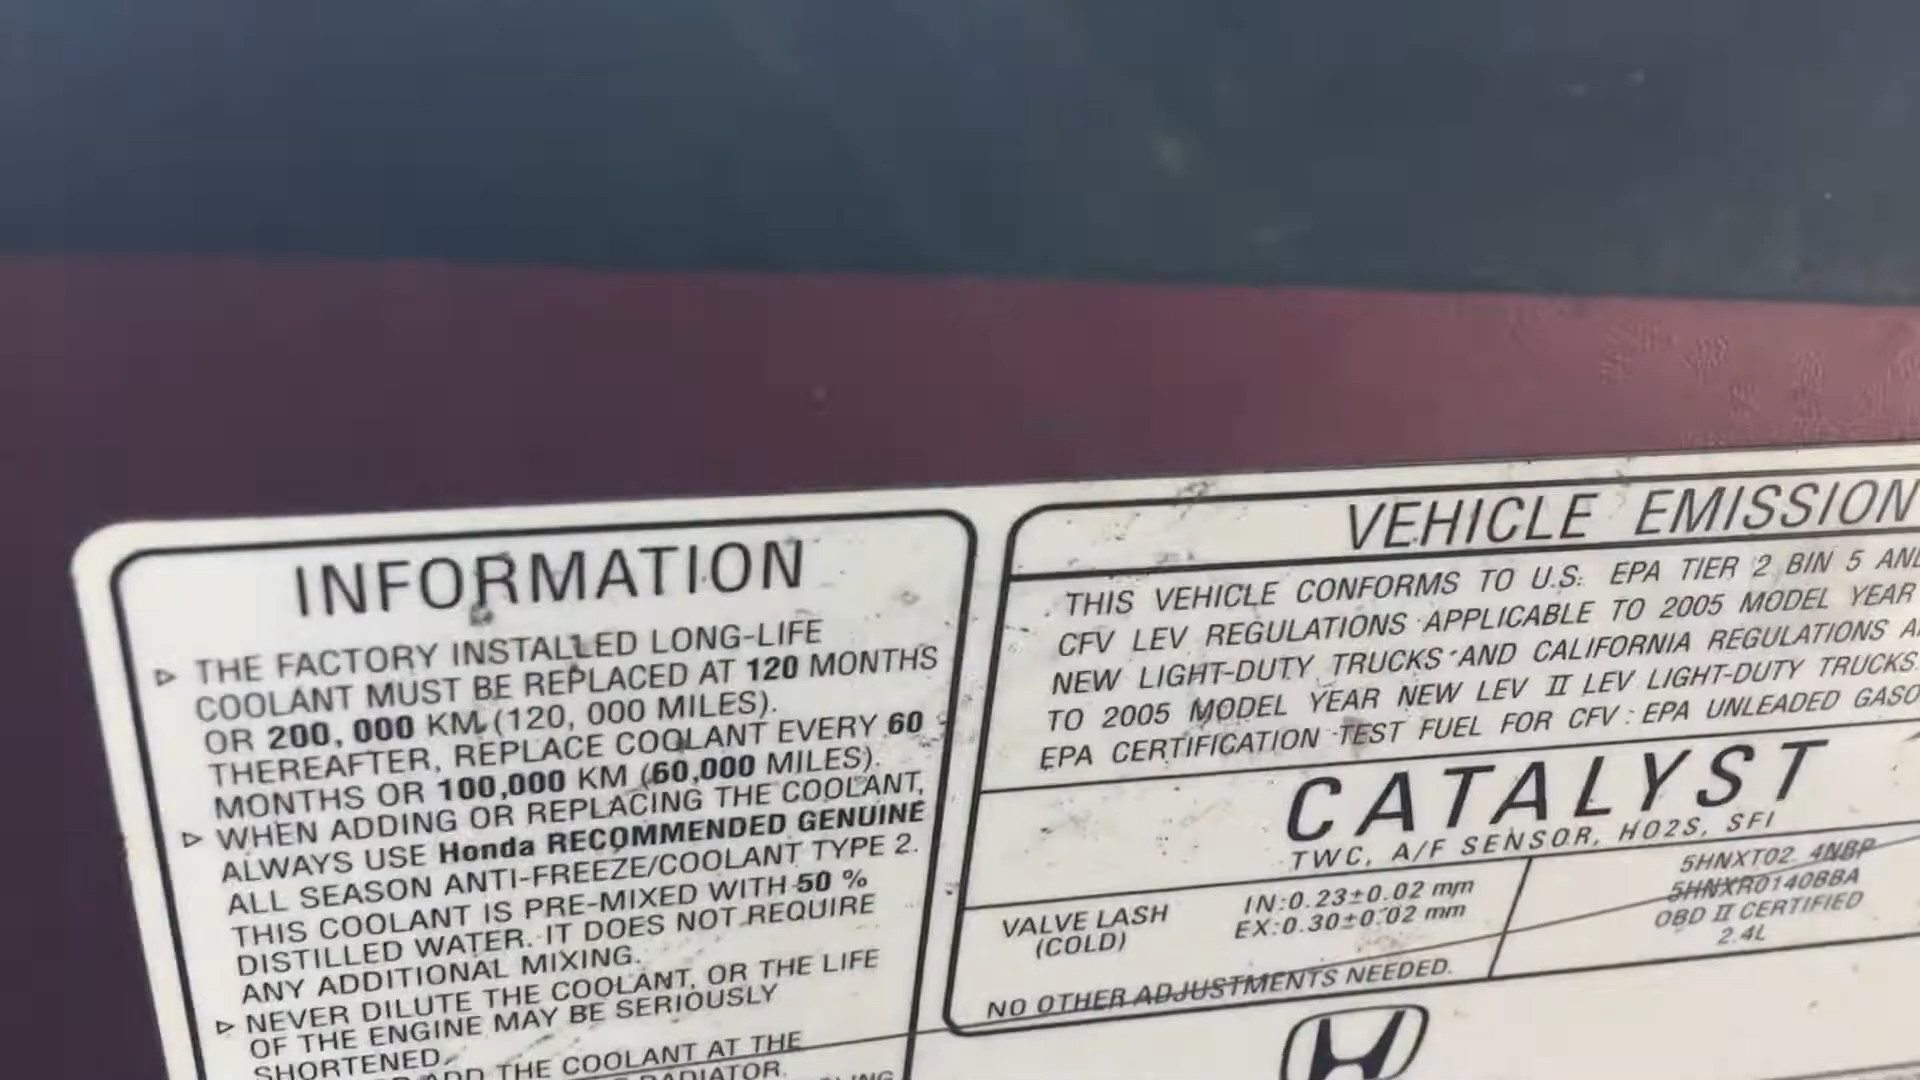 INFORMATION
▷ THE FACTORY INSTALLED LONG-LIFE
COOLANT MUST BE REPLACED AT 120 MONTHS
OR 200,000 KM (120,000 MILES).
THEREAFTER, REPLACE COOLANT EVERY 60
MONTHS OR 100,000 KM (60,000 MILES).
▷ WHEN ADDING OR REPLACING THE COOLANT,
ALWAYS USE Honda RECOMMENDED GENUINE
ALL SEASON ANTI-FREEZE/COOLANT TYPE 2.
THIS COOLANT IS PRE-MIXED WITH 50 %
DISTILLED WATER. IT DOES NOT REQUIRE
ANY ADDITIONAL MIXING.
▷ NEVER DILUTE THE COOLANT, OR THE LIFE
OF THE ENGINE MAY BE SERIOUSLY
SHORTENED.
ADD THE COOLANT AT THE
RADIATOR.
VEHICLE EMISSION
THIS VEHICLE CONFORMS TO U.S. EPA TIER 2 BIN 5 AND
CFV LEV REGULATIONS APPLICABLE TO 2005 MODEL YEAR
NEW LIGHT-DUTY TRUCKS AND CALIFORNIA REGULATIONS
TO 2005 MODEL YEAR NEW LEV II LEV LIGHT-DUTY TRUCKS.
EPA CERTIFICATION TEST FUEL FOR CFV : EPA UNLEADED
CATALYST
TWC, A/F SENSOR, HO2S, SFI
VALVE LASH
(COLD)
IN:0.23±0.02 mm
EX:0.30±0.02 mm
5HNXT02.4NBP
5HNXR0140BBA
OBD II CERTIFIED
2.4L
NO OTHER ADJUSTMENTS NEEDED.